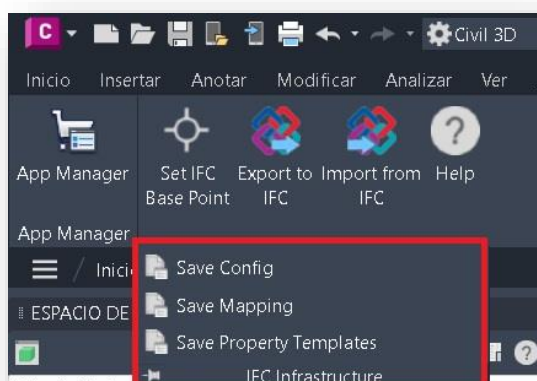 C
Civil 3D
Inicio Insertar Anotar Modificar Analizar Ver
App Manager Set IFC Export to Import from Help
Base Point IFC IFC
App Manager
Inici
Save Config
ESPACIO DE
Save Mapping
Save Property Templates
?
IFC Infrastructure